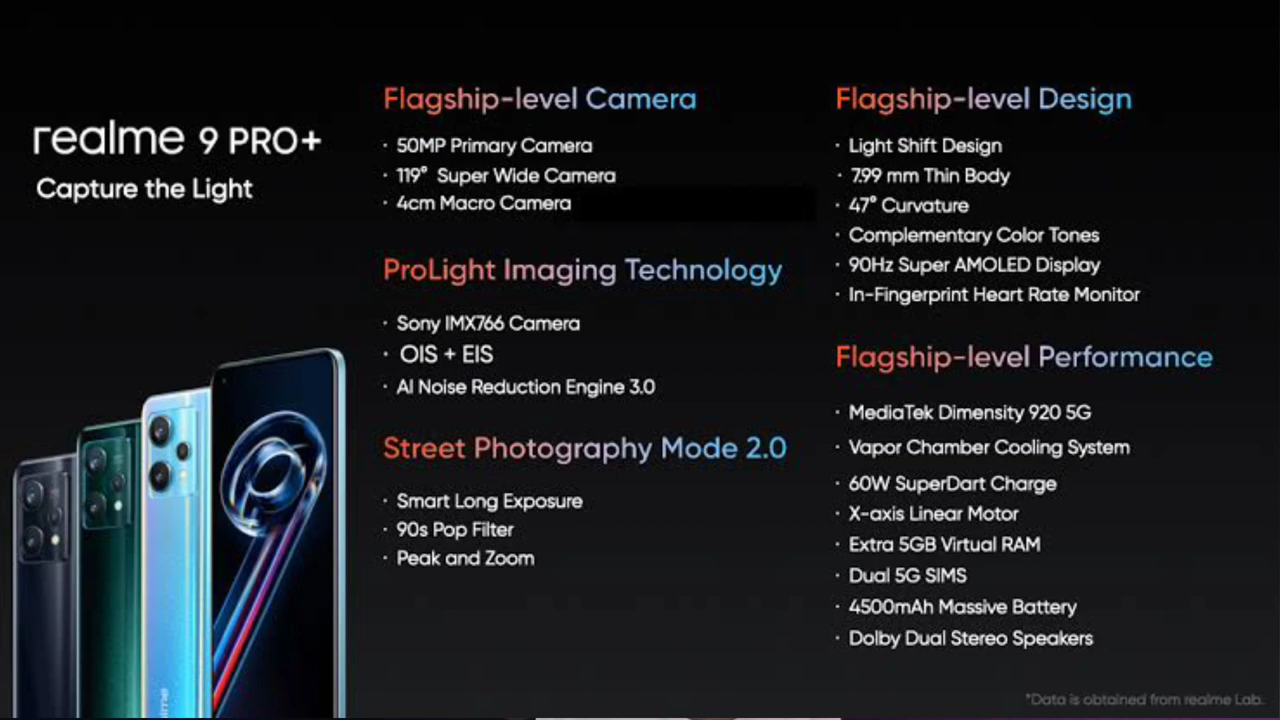 realme 9 PRO+
Capture the Light
Flagship-level Camera
· 50MP Primary Camera
· 119° Super Wide Camera
· 4cm Macro Camera
ProLight Imaging Technology
· Sony IMX766 Camera
· OIS + EIS
· AI Noise Reduction Engine 3.0
Street Photography Mode 2.0
· Smart Long Exposure
· 90s Pop Filter
· Peak and Zoom
Flagship-level Design
· Light Shift Design
· 7.99 mm Thin Body
· 47° Curvature
· Complementary Color Tones
· 90Hz Super AMOLED Display
· In-Fingerprint Heart Rate Monitor
Flagship-level Performance
· MediaTek Dimensity 920 5G
· Vapor Chamber Cooling System
· 60W SuperDart Charge
· X-axis Linear Motor
· Extra 5GB Virtual RAM
· Dual 5G SIMS
· 4500mAh Massive Battery
· Dolby Dual Stereo Speakers
*Data is obtained from realme Lab.